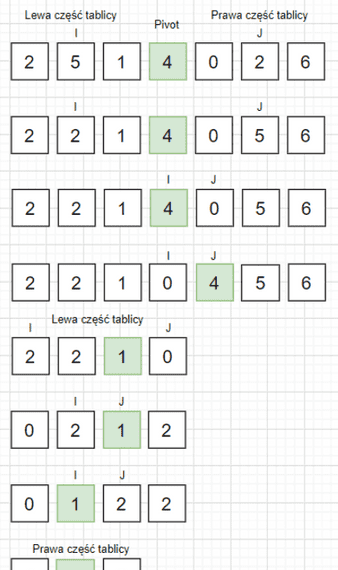 Lewa część tablicy Pivot Prawa część tablicy
I J
2 5 1 4 0 2 6
I J
2 2 1 4 0 5 6
I J
2 2 1 4 0 5 6
I J
2 2 1 0 4 5 6
Lewa część tablicy
I J
2 2 1 0
I J
0 2 1 2
I J
0 1 2 2
Prawa część tablicy